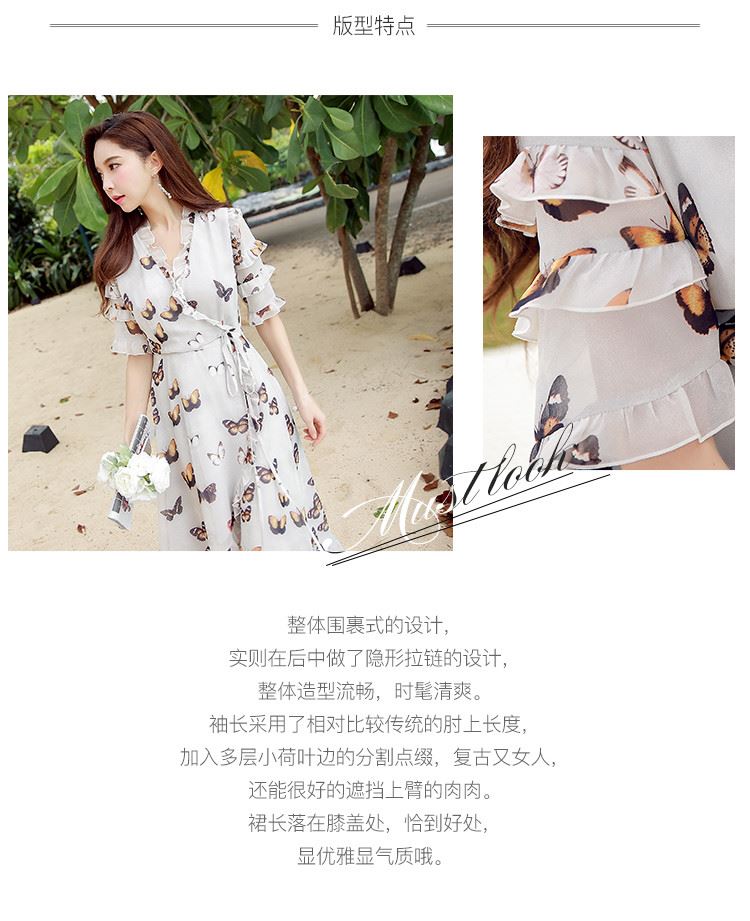 版型特点
Must look
整体围裹式的设计，
实则在后中做了隐形拉链的设计，
整体造型流畅，时髦清爽。
袖长采用了相对比较传统的肘上长度，
加入多层小荷叶边的分割点缀，复古又女人，
还能很好的遮挡上臂的肉肉。
裙长落在膝盖处，恰到好处，
显优雅显气质哦。